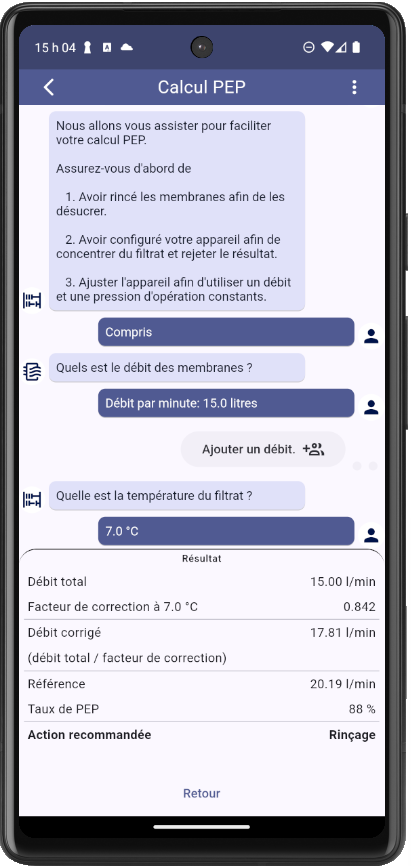 15 h 04
Calcul PEP
Nous allons vous assister pour faciliter
votre calcul PEP.
Assurez-vous d'abord de
1. Avoir rincé les membranes afin de les
désucrer.
2. Avoir configuré votre appareil afin de
concentrer du filtrat et rejeter le résultat.
3. Ajuster l'appareil afin d'utiliser un débit
et une pression d'opération constants.
Compris
Quels est le débit des membranes ?
Débit par minute: 15.0 litres
Ajouter un débit.
Quelle est la température du filtrat ?
7.0 °C
Résultat
Débit total 15.00 l/min
Facteur de correction à 7.0 °C 0.842
Débit corrigé 17.81 l/min
(débit total / facteur de correction)
Référence 20.19 l/min
Taux de PEP 88 %
Action recommandée Rinçage
Retour